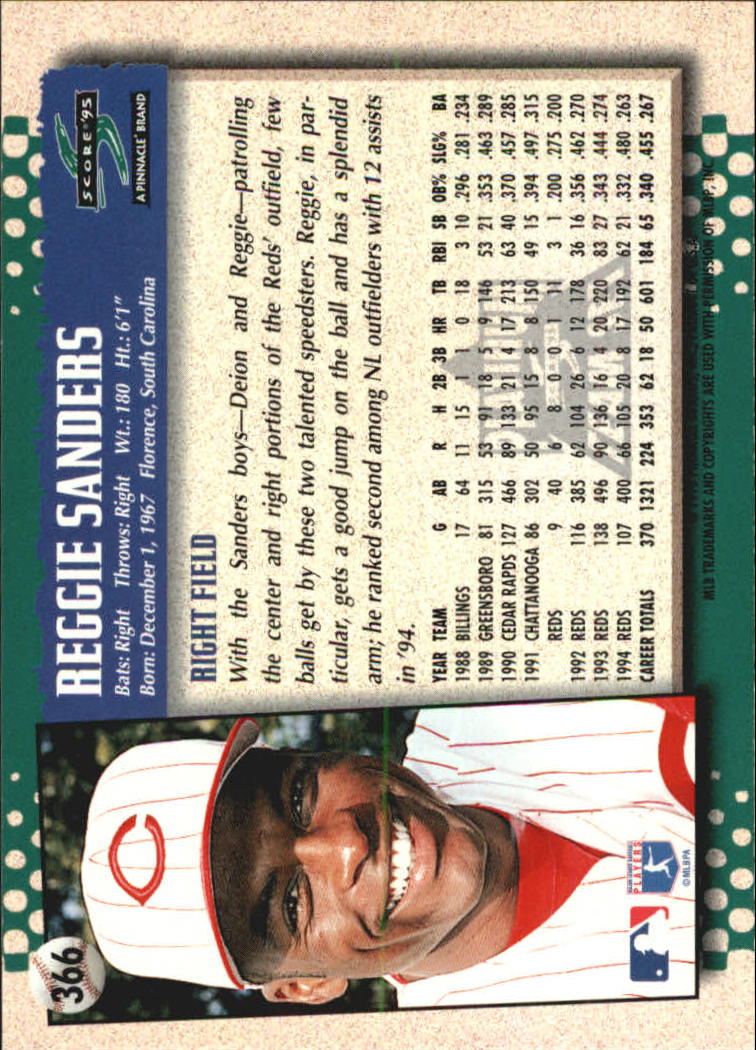 366
REGGIE SANDERS
Bats: Right Throws: Right Wt.: 180 Ht.: 6'1"
Born: December 1, 1967 Florence, South Carolina
SCORE '95
A PINNACLE BRAND
RIGHT FIELD
With the Sanders boys—Deion and Reggie—patrolling
the center and right portions of the Reds' outfield, few
balls get by these two talented speedsters. Reggie, in par-
ticular, gets a good jump on the ball and has a splendid
arm; he ranked second among NL outfielders with 12 assists
in '94.
YEAR TEAM G AB R H 2B 3B HR TB RBI SB OB% SLG% BA
1988 BILLINGS 17 64 11 15 1 1 0 18 3 10 .296 .281 .234
1989 GREENSBORO 81 315 53 91 18 5 9 146 53 21 .353 .463 .289
1990 CEDAR RAPDS 127 466 89 133 21 4 17 213 63 40 .370 .457 .285
1991 CHATTANOOGA 86 302 50 95 15 8 8 150 49 15 .394 .497 .315
REDS 9 40 6 8 0 0 1 11 3 1 .200 .275 .200
1992 REDS 116 385 62 104 26 6 12 178 36 16 .356 .462 .270
1993 REDS 138 496 90 136 16 4 20 220 83 27 .343 .444 .274
1994 REDS 107 400 66 105 20 8 17 192 62 21 .332 .480 .263
CAREER TOTALS 370 1321 224 353 62 18 50 601 184 65 .340 .455 .267
MLB TRADEMARKS AND COPYRIGHTS ARE USED WITH PERMISSION OF MLBP, INC.
C
PLAYERS
© MLBPA